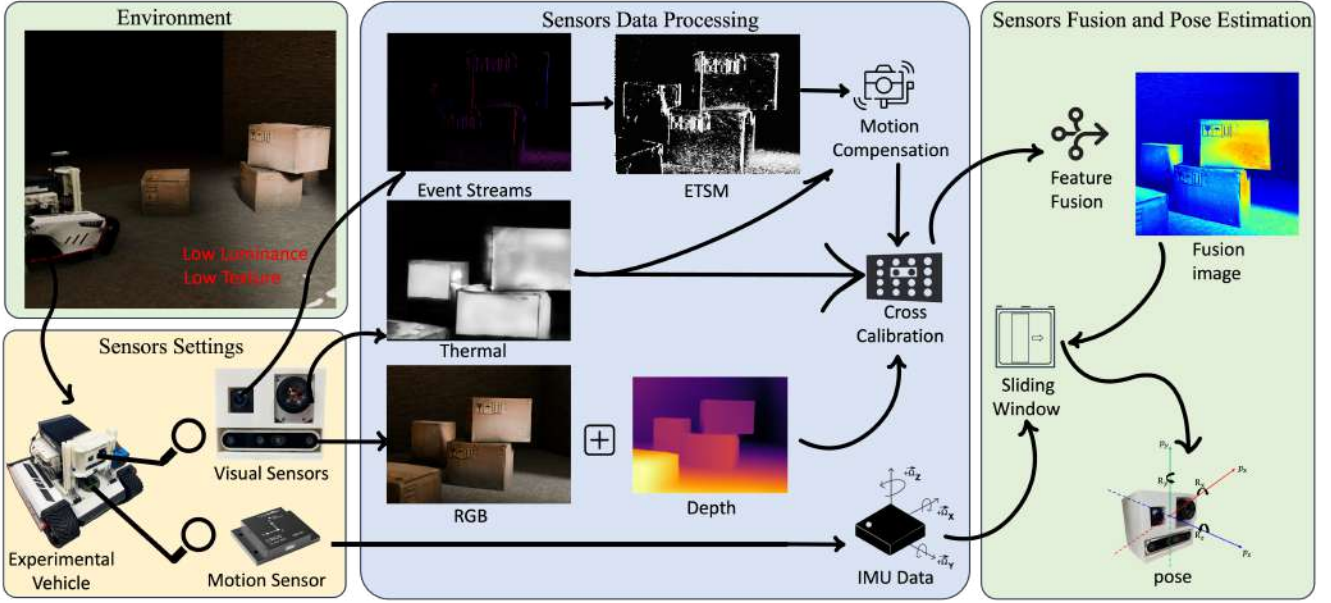 Environment
Low Luminance
Low Texture
Sensors Settings
Visual Sensors
Experimental
Vehicle
Motion Sensor
Sensors Data Processing
Event Streams
ETSM
Motion
Compensation
Thermal
Cross
Calibration
RGB
Depth
IMU Data
Sensors Fusion and Pose Estimation
Feature
Fusion
Fusion
image
Sliding
Window
pose